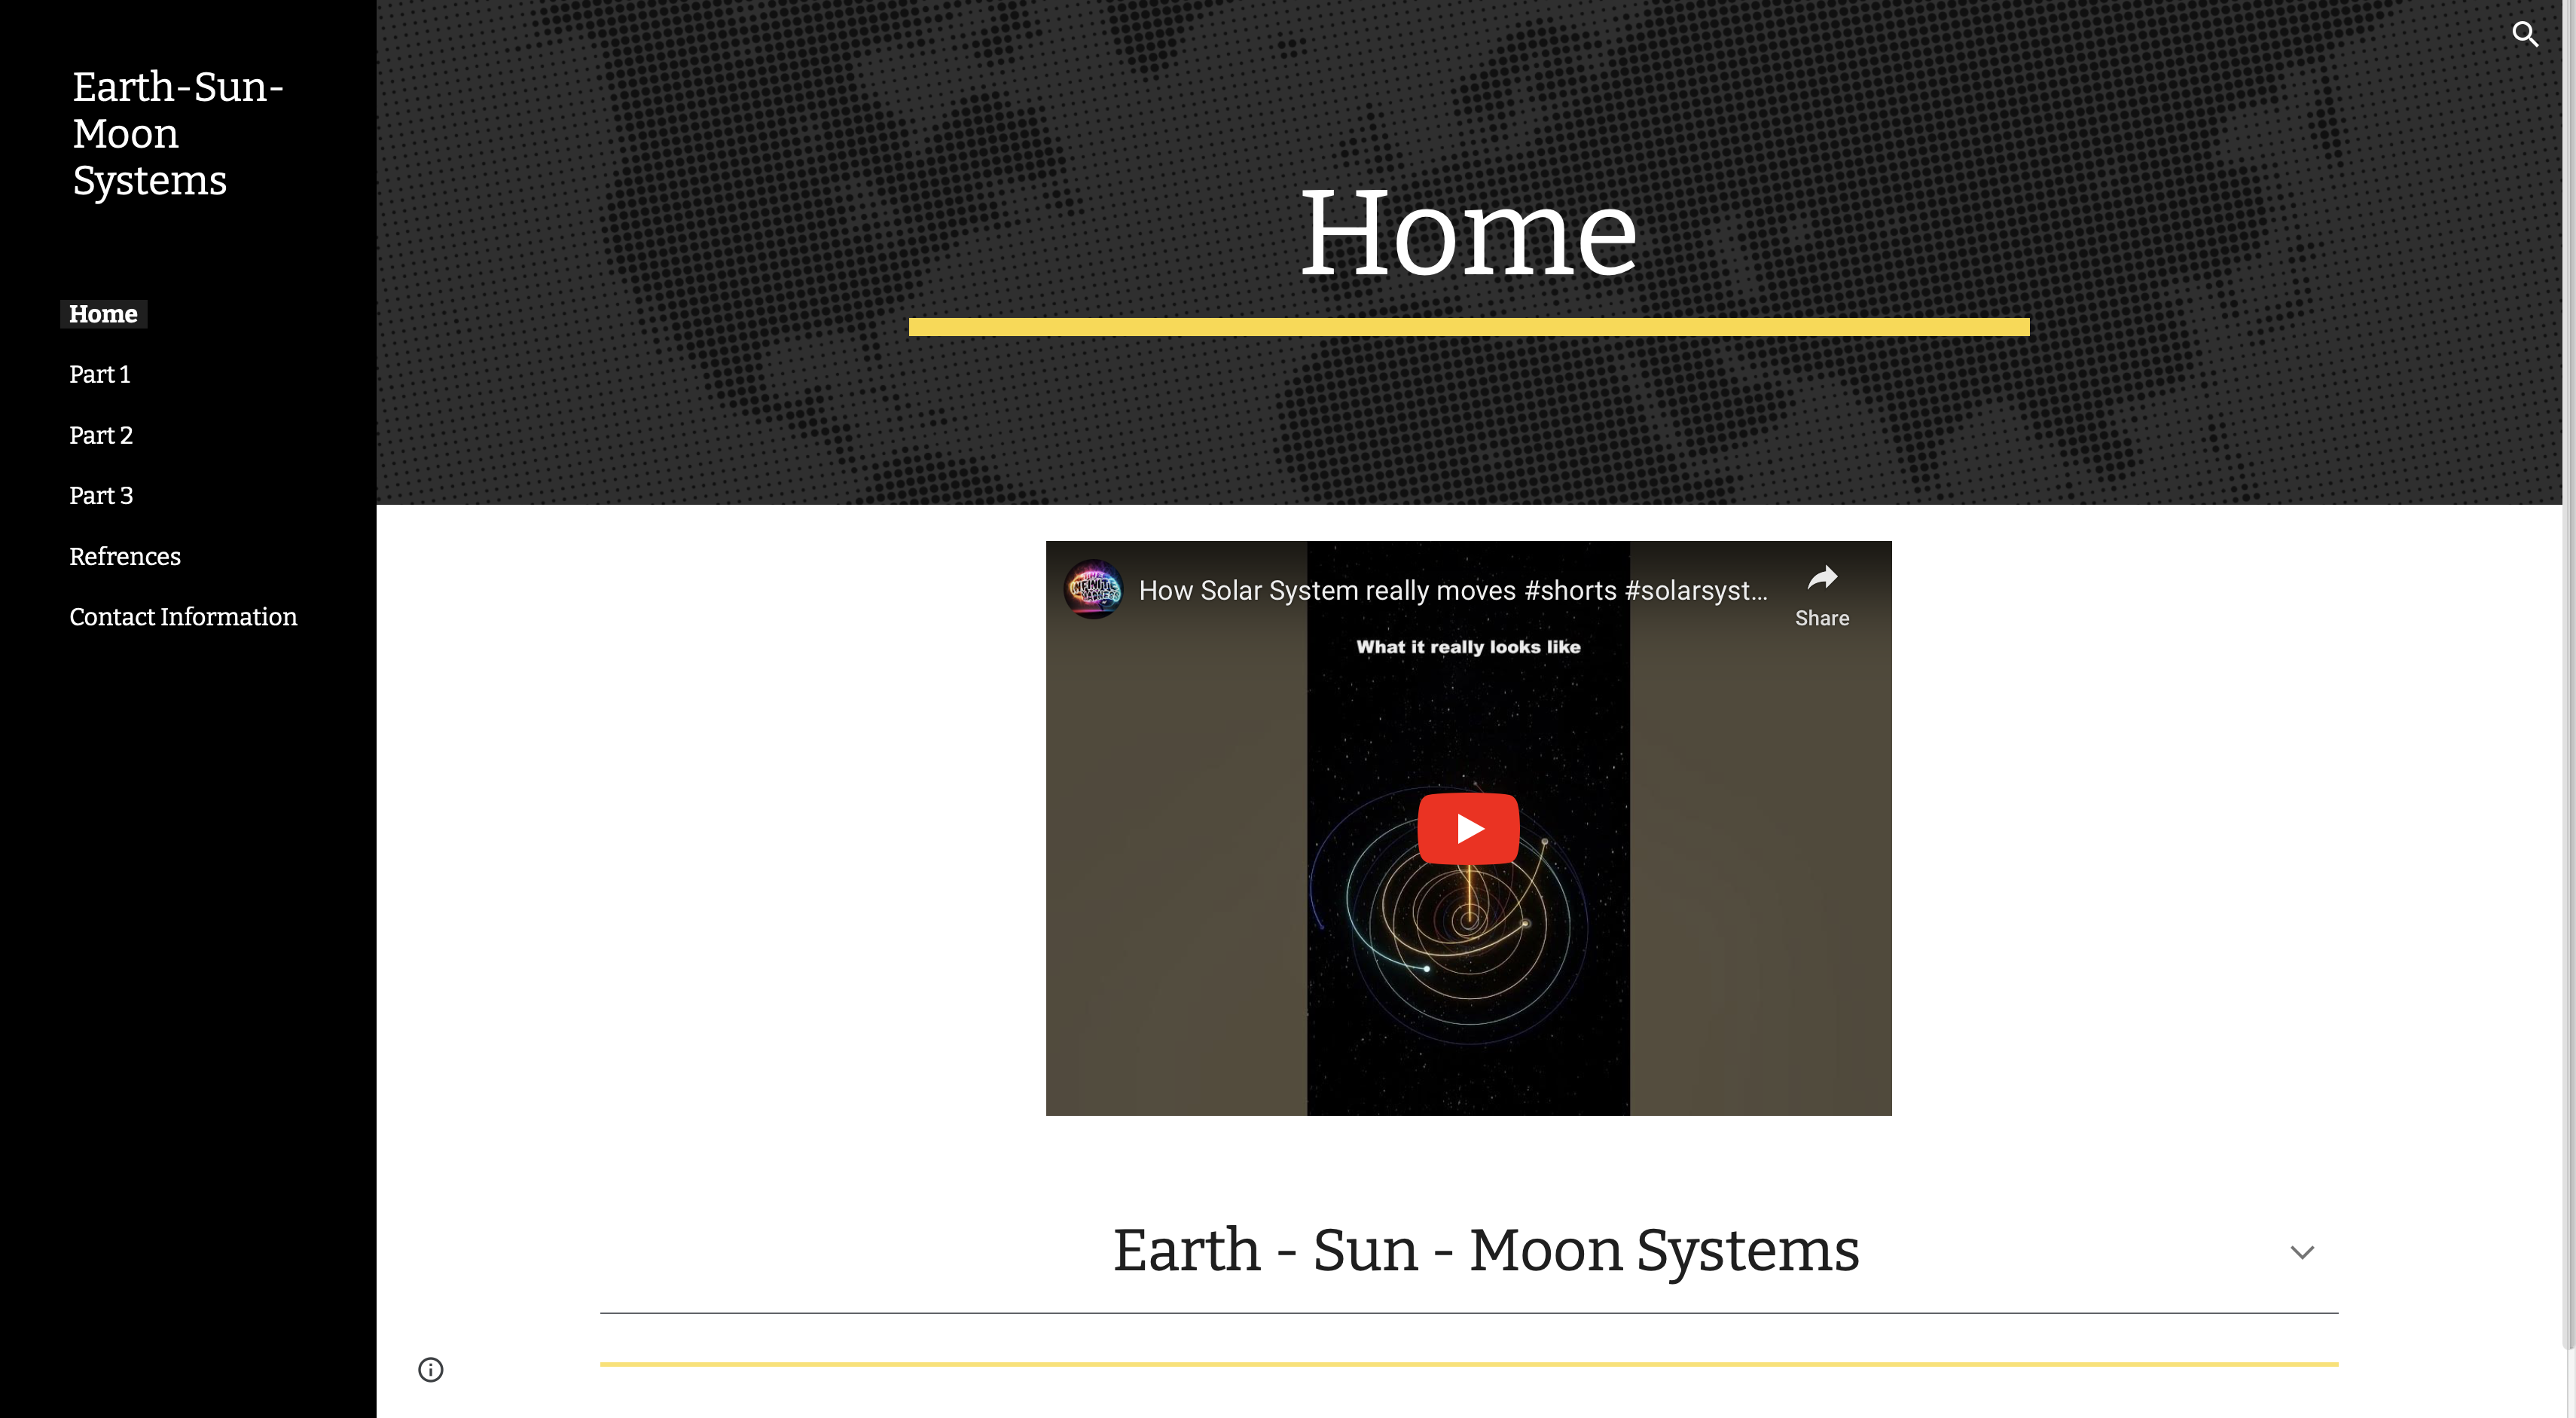 Earth-Sun-
Moon
Systems
Home
Part 1
Part 2
Part 3
Refrences
Contact Information
Home
How Solar System really moves #shorts #solarsyst...
Share
What it really looks like
Earth - Sun - Moon Systems